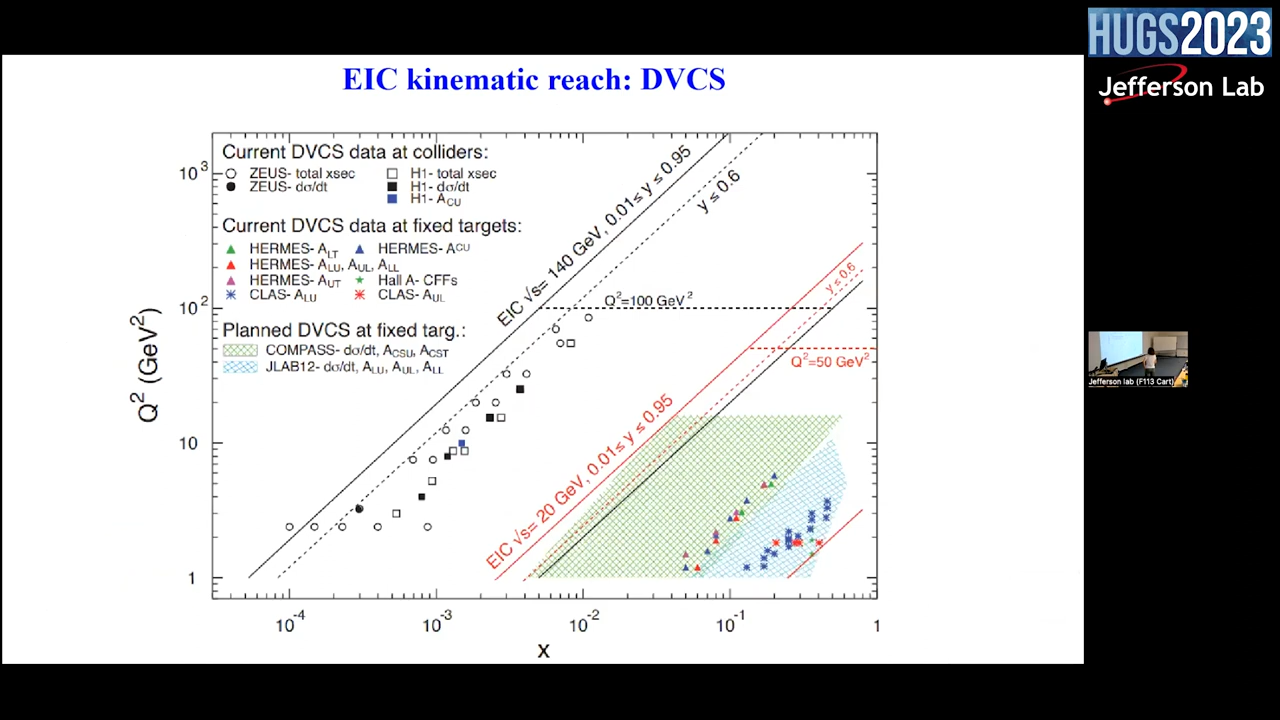 HUGS2023
Jefferson Lab
EIC kinematic reach: DVCS
Current DVCS data at colliders:
ZEUS- total xsec
H1- total xsec
ZEUS- dσ/dt
H1- dσ/dt
H1- A_CU
Current DVCS data at fixed targets:
HERMES- A_LT
HERMES- A^CU
HERMES- A_LU, A_UL, A_LL
HERMES- A_UT
Hall A- CFFs
CLAS- A_LU
CLAS- A_UL
Planned DVCS at fixed targ.:
COMPASS- dσ/dt, A_CSU, A_CST
JLAB12- dσ/dt, A_LU, A_UL, A_LL
EIC √s= 140 GeV, 0.01≤ y ≤ 0.95
y ≤ 0.6
Q²=100 GeV²
y ≤ 0.6
Q²=50 GeV²
EIC √s= 20 GeV, 0.01≤ y ≤ 0.95
Q² (GeV²)
10³
10²
10
1
10⁻⁴
10⁻³
10⁻²
10⁻¹
1
x
Jefferson lab (F113 Cart)